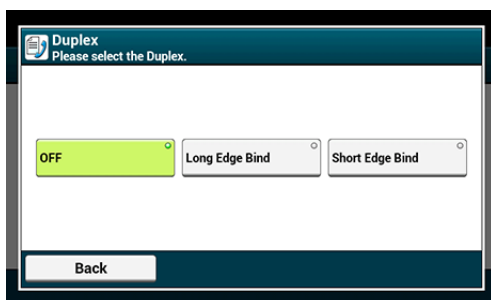 Duplex
Please select the Duplex.
OFF
Long Edge Bind
Short Edge Bind
Back